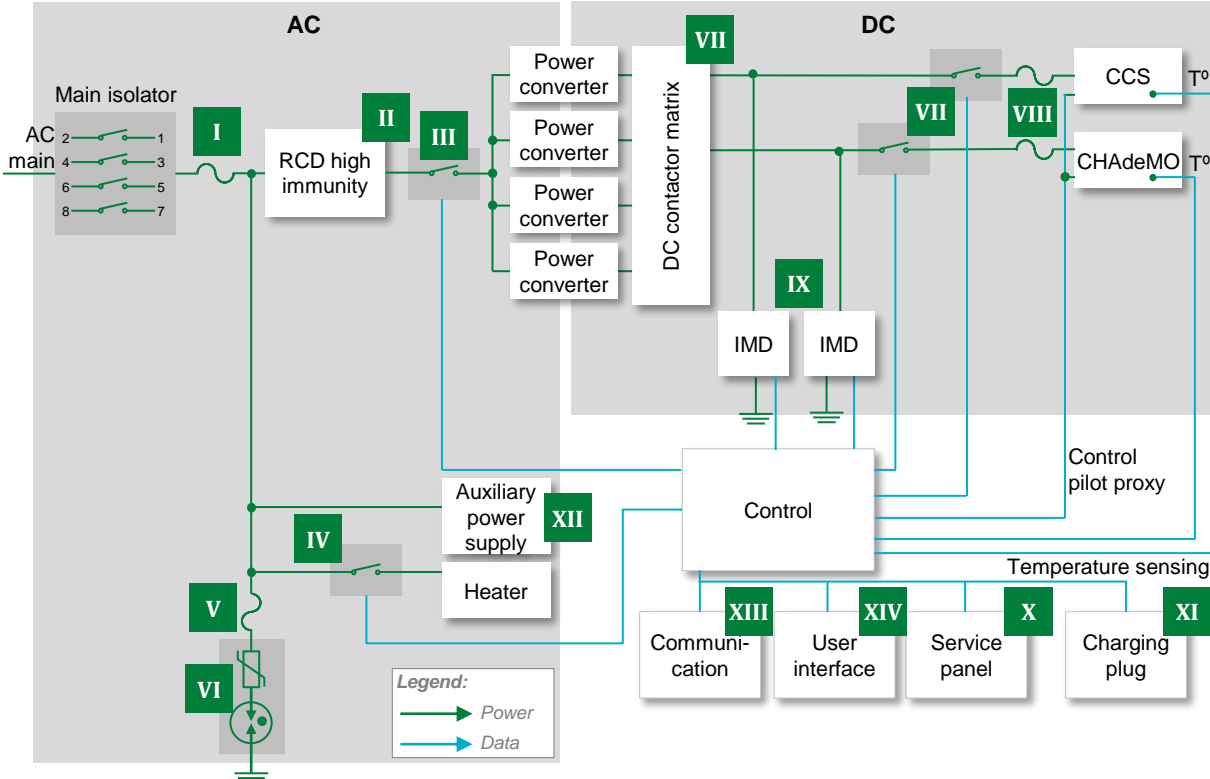 AC
DC
VII
Main isolator
I
II
III
AC
main
2
1
4
3
6
5
8
7
RCD high
immunity
Power
converter
Power
converter
Power
converter
Power
converter
DC contactor matrix
VII
VIII
CCS
Tº
CHAdeMO
Tº
IX
IMD
IMD
Control
Control
pilot proxy
Auxiliary
power
supply
XII
IV
Heater
Temperature sensing
V
VI
XIII
XIV
X
XI
Communi-
cation
User
interface
Service
panel
Charging
plug
Legend:
Power
Data